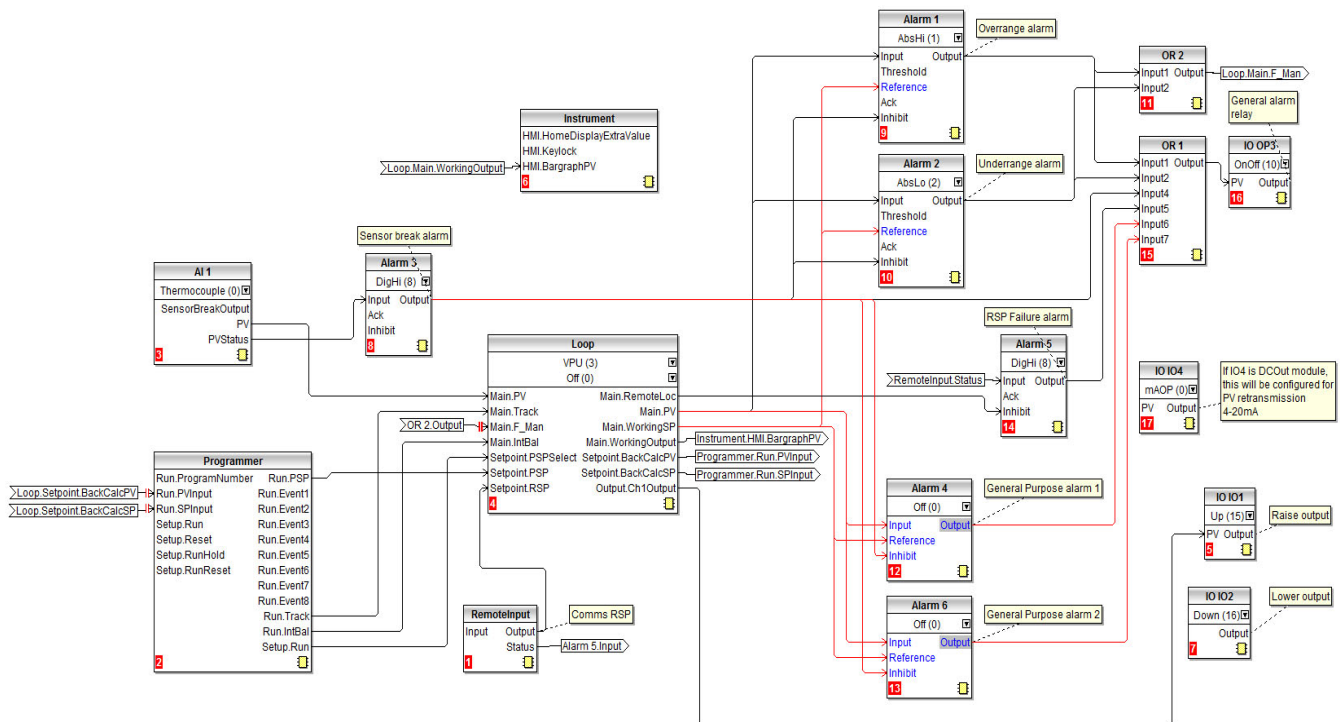 Alarm 1
AbsHi (1)
Input Output
Threshold
Reference
Ack
Inhibit
9
Overrange alarm
OR 2
Input1 Output
Input2
11
Loop.Main.F_Man
General alarm
relay
Instrument
HMI.HomeDisplayExtraValue
HMI.Keylock
HMI.BargraphPV
6
Loop.Main.WorkingOutput
Alarm 2
AbsLo (2)
Input Output
Threshold
Reference
Ack
Inhibit
10
Underrange alarm
OR 1
Input1 Output
Input2
Input4
Input5
Input6
Input7
15
IO OP3
OnOff (10)
PV Output
16
Sensor break alarm
Alarm 3
DigHi (8)
Input Output
Ack
Inhibit
8
AI 1
Thermocouple (0)
SensorBreakOutput
PV
PVStatus
3
Loop
VPU (3)
Off (0)
Main.PV Main.RemoteLoc
Main.Track Main.PV
Main.F_Man Main.WorkingSP
Main.IntBal Main.WorkingOutput
Setpoint.PSPSelect Setpoint.BackCalcPV
Setpoint.PSP Setpoint.BackCalcSP
Setpoint.RSP Output.Ch1Output
4
OR 2.Output
Instrument.HMI.BargraphPV
Programmer.Run.PVInput
Programmer.Run.SPInput
RSP Failure alarm
Alarm 5
DigHi (8)
Input Output
Ack
Inhibit
14
RemoteInput.Status
IO IO4
mAOP (0)
PV Output
17
If IO4 is DCOut module,
this will be configured for
PV retransmission
4-20mA
Programmer
Run.ProgramNumber Run.PSP
Run.PVInput Run.Event1
Run.SPInput Run.Event2
Setup.Run Run.Event3
Setup.Reset Run.Event4
Setup.RunHold Run.Event5
Setup.RunReset Run.Event6
Run.Event7
Run.Event8
Run.Track
Run.IntBal
Setup.Run
2
Loop.Setpoint.BackCalcPV
Loop.Setpoint.BackCalcSP
Alarm 4
Off (0)
Input Output
Reference
Inhibit
12
General Purpose alarm 1
IO IO1
Up (15)
PV Output
5
Raise output
RemoteInput
Input Output
Status
1
Comms RSP
Alarm 5.Input
Alarm 6
Off (0)
Input Output
Reference
Inhibit
13
General Purpose alarm 2
IO IO2
Down (16)
Output
7
Lower output